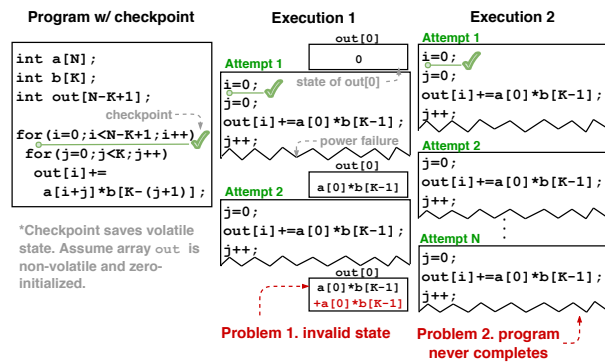 Program w/ checkpoint
int a[N];
int b[K];
int out[N-K+1];
checkpoint
for(i=0;i<N-K+1;i++)
for(j=0;j<K;j++)
out[i]+=
a[i+j]*b[K-(j+1)];
*Checkpoint saves volatile
state. Assume array out is
non-volatile and zero-
initialized.
Execution 1
out[0]
0
Attempt 1
state of out[0]
i=0;
j=0;
out[i]+=a[0]*b[K-1]
j++;
power failure
out[0]
a[0]*b[K-1]
Attempt 2
j=0;
out[i]+=a[0]*b[K-1]
j++;
out[0]
a[0]*b[K-1]
+a[0]*b[K-1]
Problem 1. invalid state
Execution 2
Attempt 1
i=0;
j=0;
out[i]+=a[0]*b[K-1]
j++;
Attempt 2
j=0;
out[i]+=a[0]*b[K-1]
j++;
Attempt N
j=0;
out[i]+=a[0]*b[K-1]
j++;
Problem 2. program
never completes